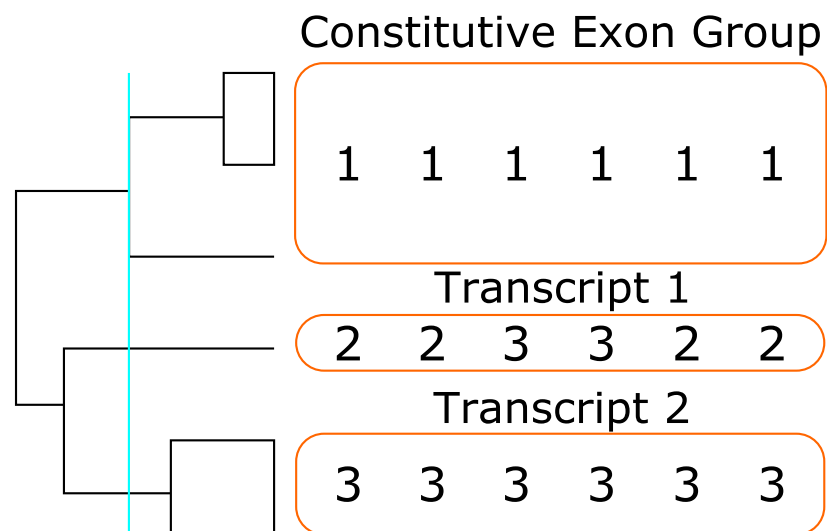 Constitutive Exon Group
1 1 1 1 1 1
Transcript 1
2 2 3 3 2 2
Transcript 2
3 3 3 3 3 3